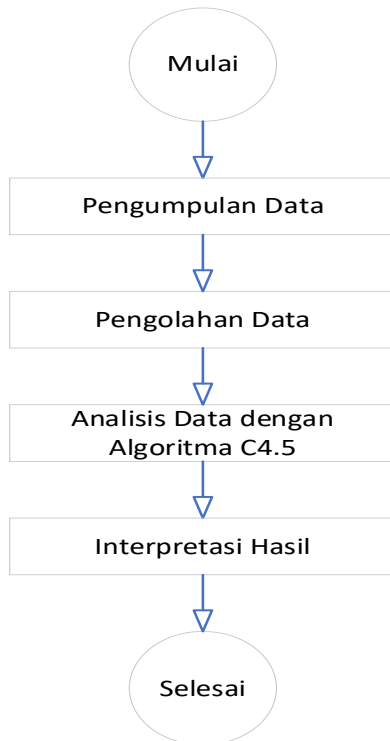 Mulai
Pengumpulan Data
Pengolahan Data
Analisis Data dengan
Algoritma C4.5
Interpretasi Hasil
Selesai